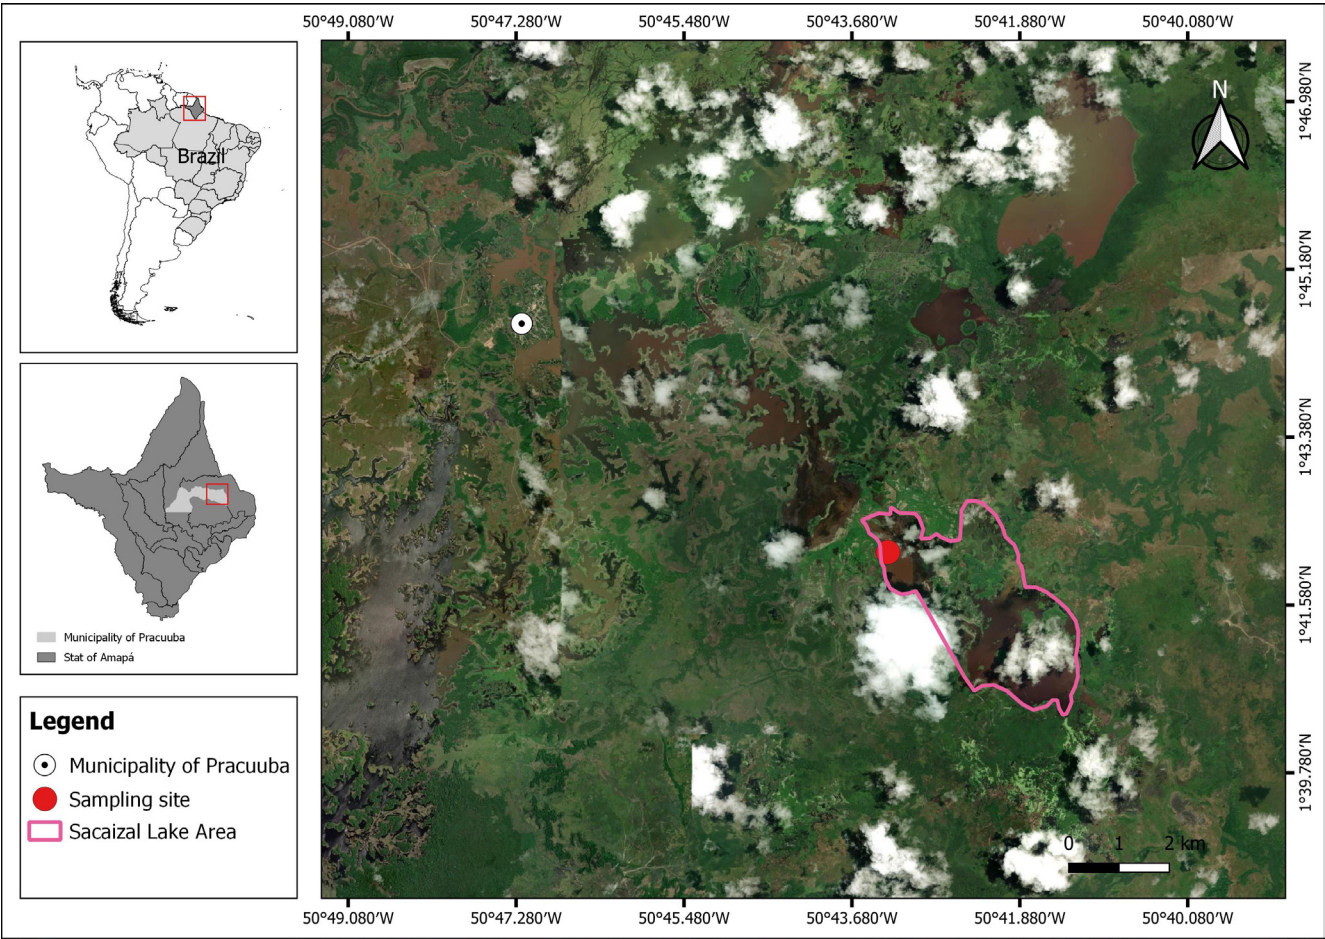 50°49.080'W 50°47.280'W 50°45.480'W 50°43.680'W 50°41.880'W 50°40.080'W
Brazil
N
1°46.980'N
1°45.180'N
1°43.380'N
1°41.580'N
1°39.780'N
Municipality of Pracuuba
Stat of Amapá
Legend
Municipality of Pracuuba
Sampling site
Sacaizal Lake Area
0 1 2 km
50°49.080'W 50°47.280'W 50°45.480'W 50°43.680'W 50°41.880'W 50°40.080'W